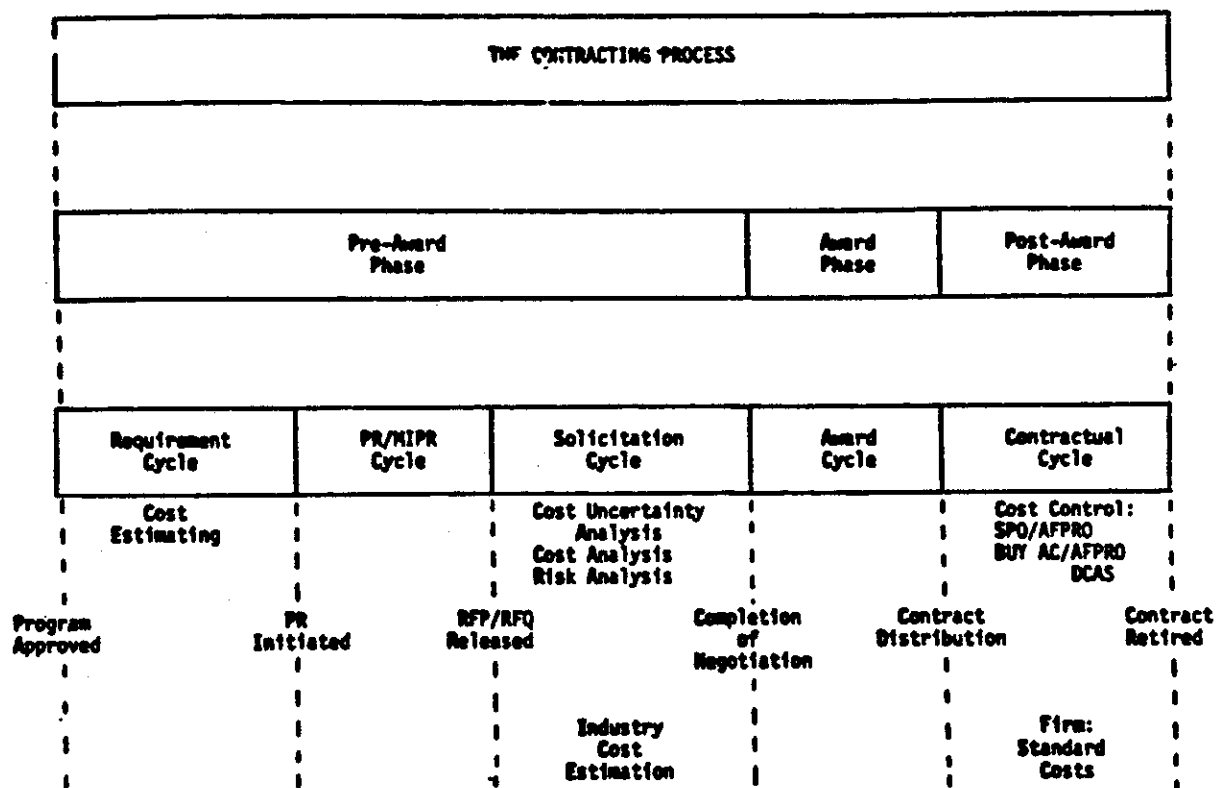 THE CONTRACTING PROCESS
Pre-Award
Phase
Award
Phase
Post-Award
Phase
Requirement
Cycle
PR/MIPR
Cycle
Solicitation
Cycle
Award
Cycle
Contractual
Cycle
Cost
Estimating
Cost Uncertainty
Analysis
Cost Analysis
Risk Analysis
Cost Control:
SPO/AFPRO
BUY AC/AFPRO
DCAS
Program
Approved
PR
Initiated
RFP/RFQ
Released
Completion
of
Negotiation
Contract
Distribution
Contract
Retired
Industry
Cost
Estimation
Firm:
Standard
Costs